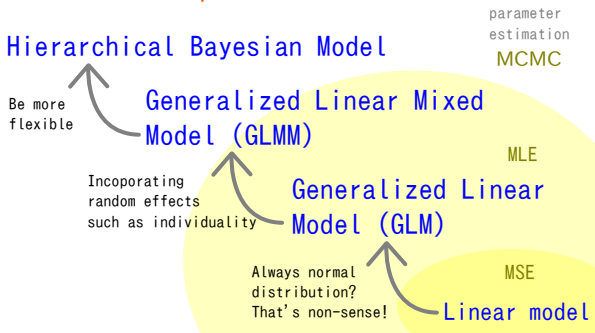 parameter
estimation
MCMC
Hierarchical Bayesian Model
Be more
flexible
Generalized Linear Mixed
Model (GLMM)
MLE
Incoporating
random effects
such as individuality
Generalized Linear
Model (GLM)
Always normal
distribution?
That's non-sense!
MSE
Linear model